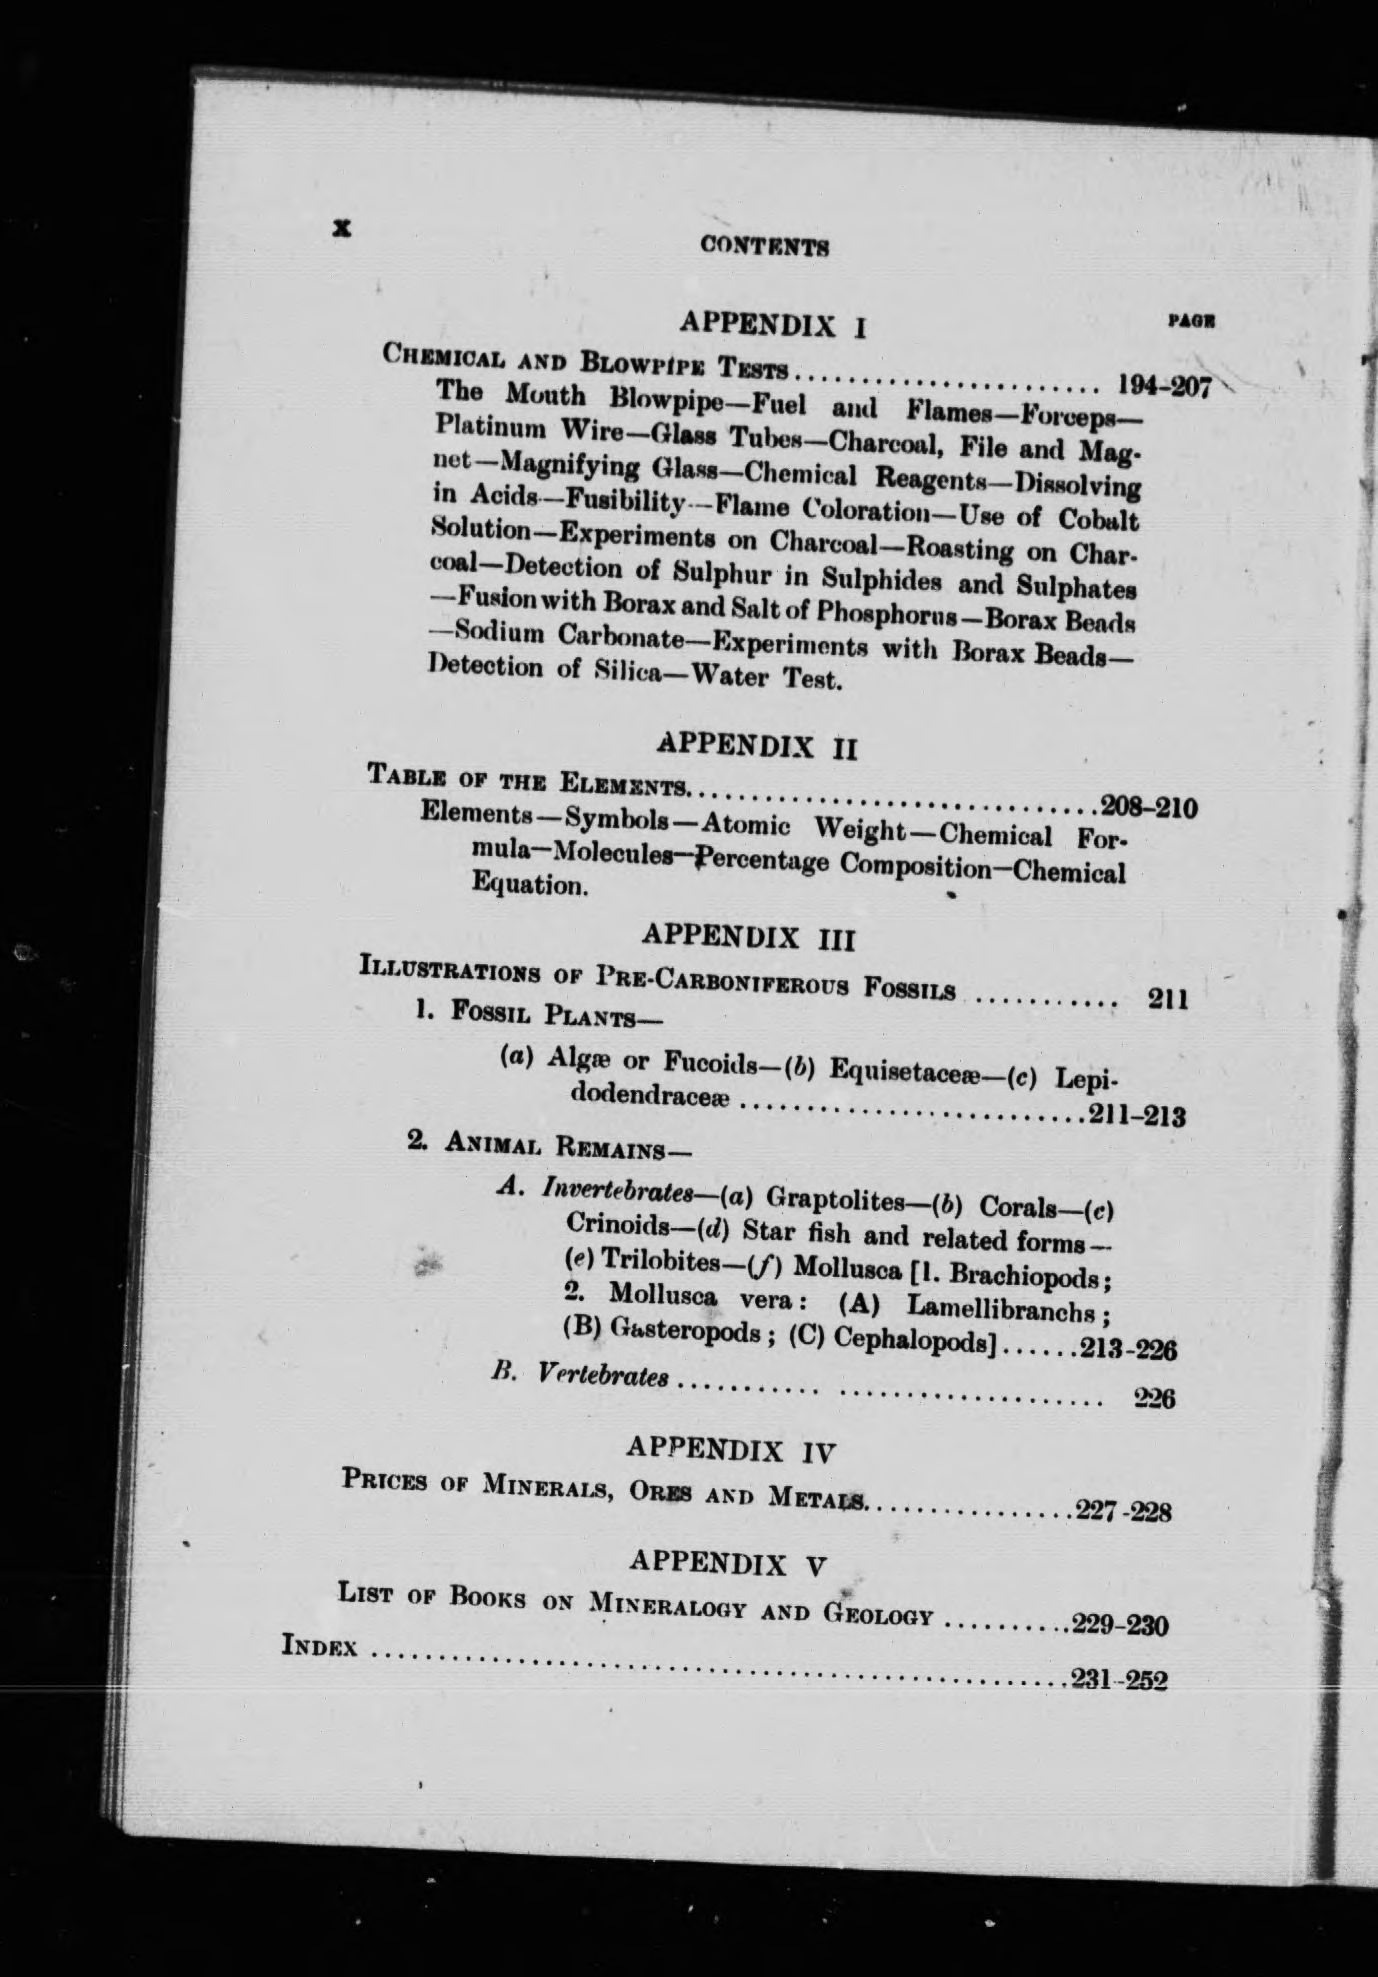 x
CONTENTS
APPENDIX I
PAGE
CHEMICAL AND BLOWPIPE TESTS........................ 194–207
The Mouth Blowpipe—Fuel and Flames—Forceps—
Platinum Wire—Glass Tubes—Charcoal, File and Mag-
net—Magnifying Glass—Chemical Reagents—Dissolving
in Acids—Fusibility—Flame Coloration—Use of Cobalt
Solution—Experiments on Charcoal—Roasting on Char-
coal—Detection of Sulphur in Sulphides and Sulphates
—Fusion with Borax and Salt of Phosphorus—Borax Beads
—Sodium Carbonate—Experiments with Borax Beads—
Detection of Silica—Water Test.
APPENDIX II
TABLE OF THE ELEMENTS................................208–210
Elements—Symbols—Atomic Weight—Chemical For-
mula—Molecules—Percentage Composition—Chemical
Equation.
APPENDIX III
ILLUSTRATIONS OF PRE-CARBONIFEROUS FOSSILS ........... 211
1. FOSSIL PLANTS—
(a) Algæ or Fucoids—(b) Equisetaceæ—(c) Lepi-
dodendraceæ ..........................211–213
2. ANIMAL REMAINS—
A. Invertebrates—(a) Graptolites—(b) Corals—(c)
Crinoids—(d) Star fish and related forms—
(e) Trilobites—(f) Mollusca [1. Brachiopods;
2. Mollusca vera: (A) Lamellibranchs;
(B) Gasteropods; (C) Cephalopods]......213-226
B. Vertebrates ........... .................... 226
APPENDIX IV
PRICES OF MINERALS, ORES AND METALS................227-228
APPENDIX V
LIST OF BOOKS ON MINERALOGY AND GEOLOGY ..........229–230
INDEX .....................................................231-252